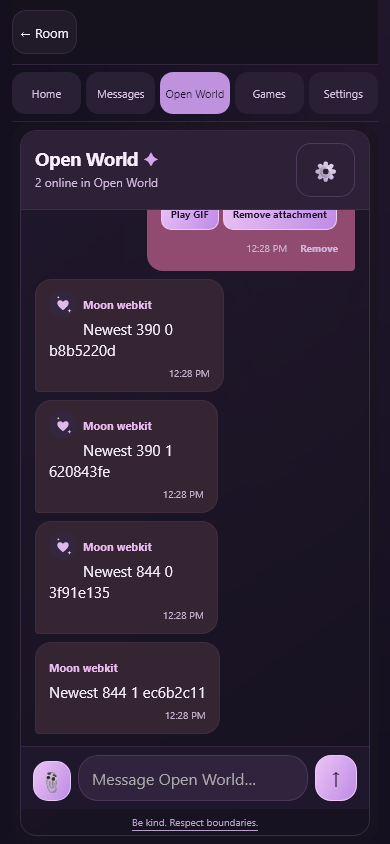 ← Room
Home
Messages
Open World
Games
Settings
Open World
2 online in Open World
Play GIF
Remove attachment
12:28 PM
Remove
Moon webkit
Newest 390 0
b8b5220d
12:28 PM
Moon webkit
Newest 390 1
620843fe
12:28 PM
Moon webkit
Newest 844 0
3f91e135
12:28 PM
Moon webkit
Newest 844 1 ec6b2c11
12:28 PM
Message Open World...
↑
Be kind. Respect boundaries.